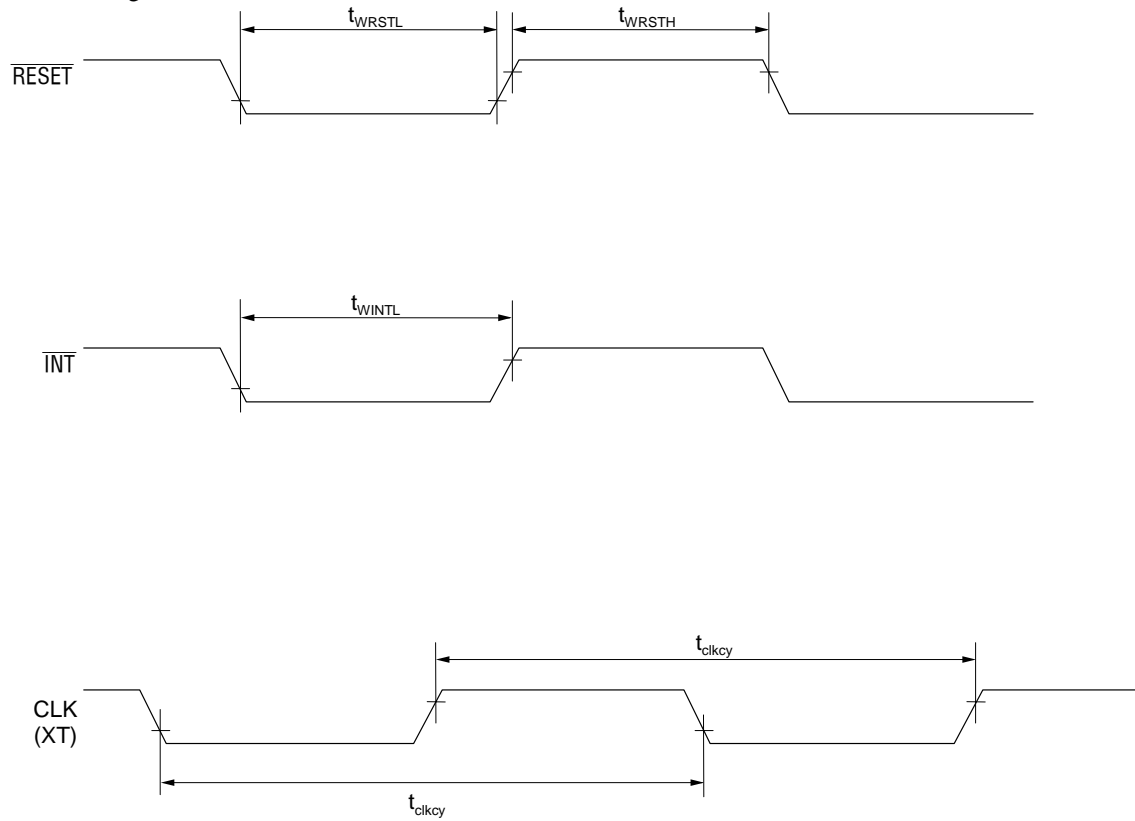 tWRSTL tWRSTH
RESET
tWINTL
INT
tclkcy
CLK
(XT)
tclkcy